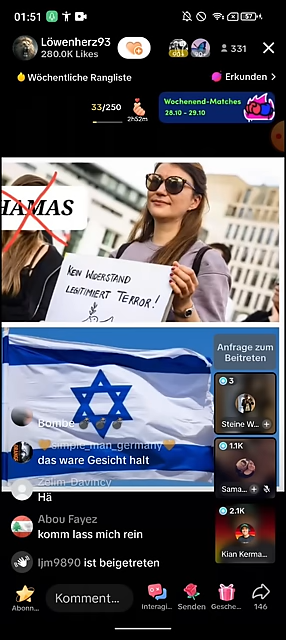 01:51
57
Löwenherz93
280.0K Likes
331
Wöchentliche Rangliste
Erkunden >
33/250
2h52m
Wochenend-Matches
28.10 - 29.10
HAMAS
KEIN WIDERSTAND
LEGITIMIERT TERROR!
Anfrage zum
Beitreten
3
Steine W...
Bombe
simple_man_germany
das ware Gesicht halt
1.1K
Sama...
Zelim_Davincy
Hä
Abou Fayez
komm lass mich rein
2.1K
Kian Kerma...
ljm9890 ist beigetreten
Abonn...
Komment...
Interagi...
Senden
Gesche...
146